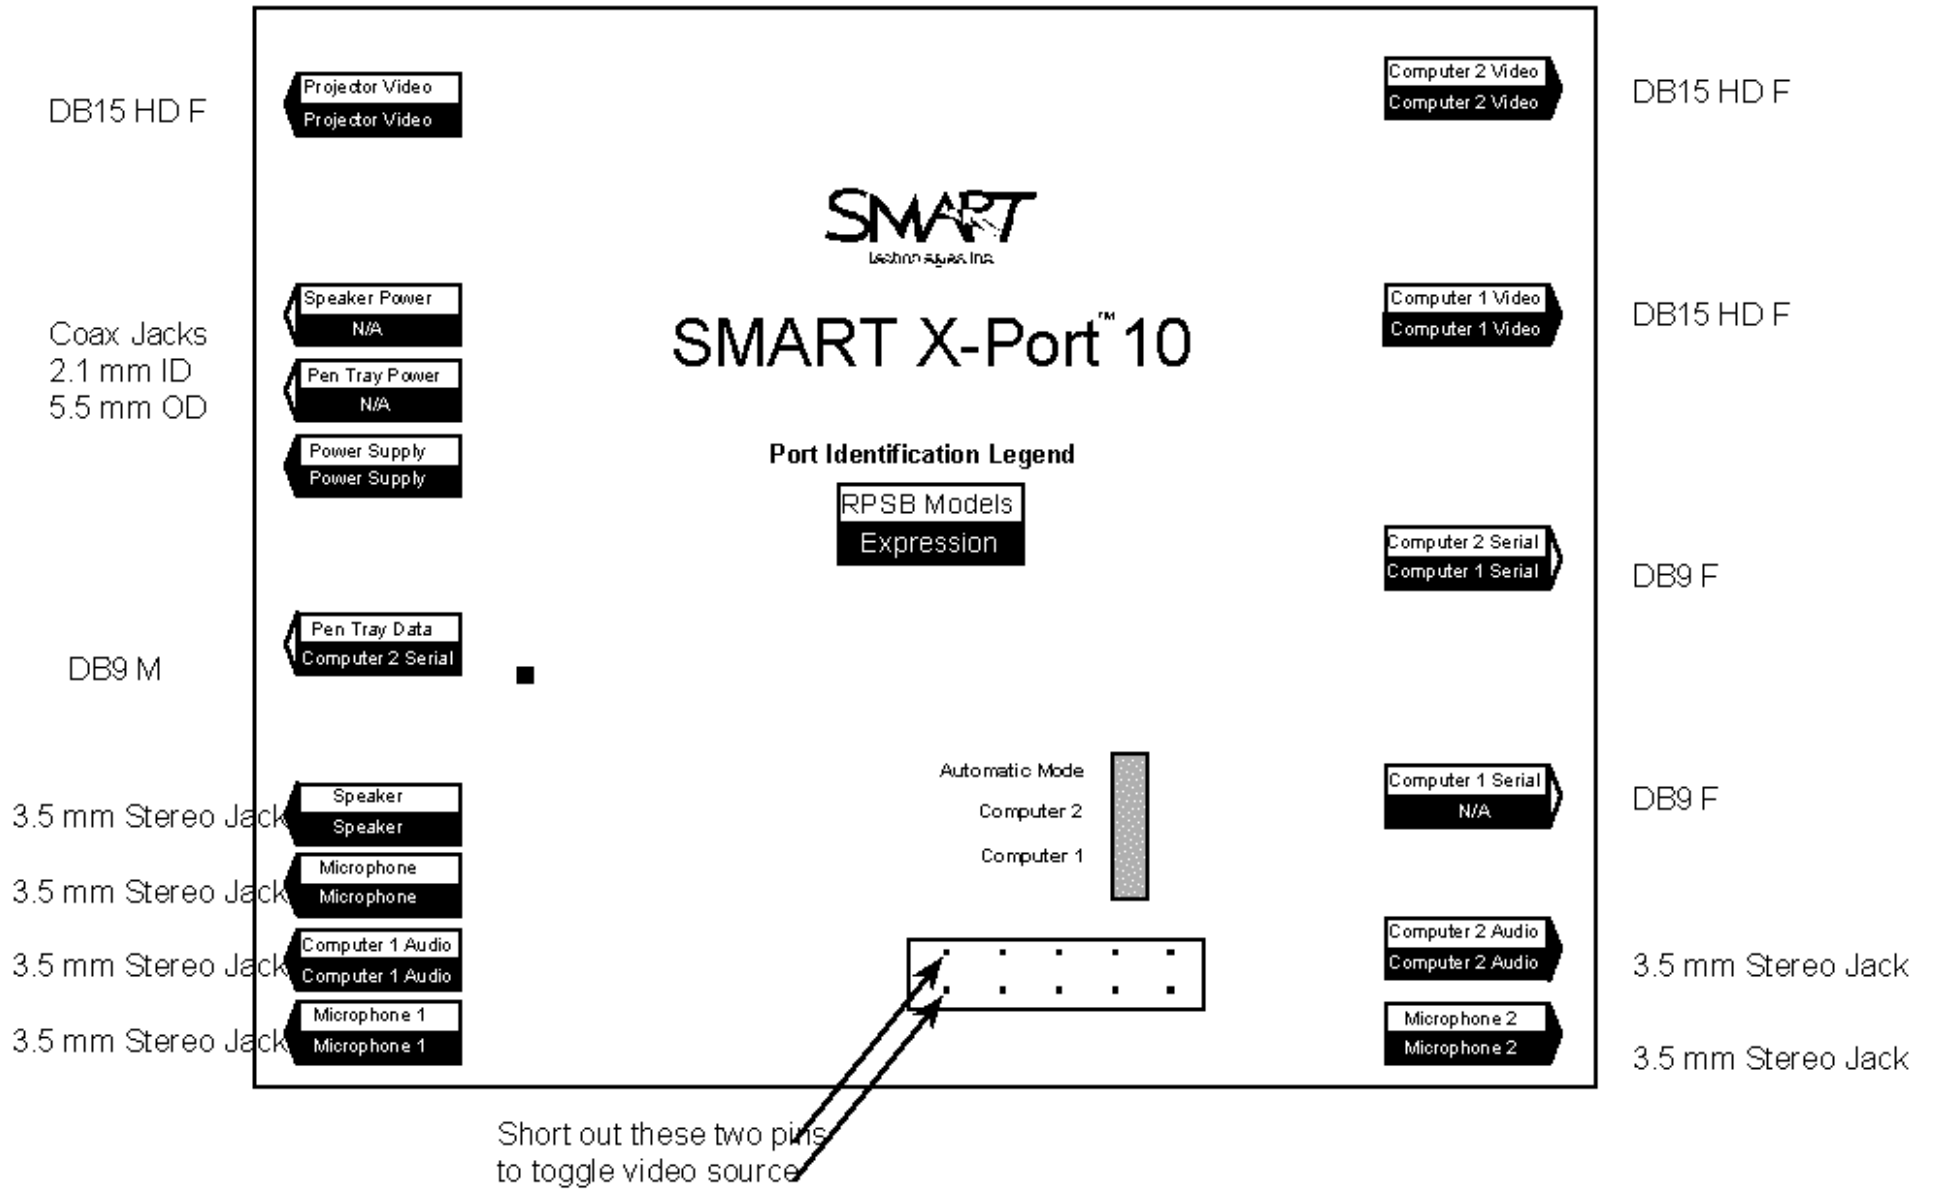 DB15 HD F
Projector Video
Projector Video
Computer 2 Video
Computer 2 Video
DB15 HD F
SMART
Technologies Inc.
SMART X-Port™ 10
Coax Jacks
2.1 mm ID
5.5 mm OD
Speaker Power
N/A
Pen Tray Power
N/A
Power Supply
Power Supply
Computer 1 Video
Computer 1 Video
DB15 HD F
Port Identification Legend
RPSB Models
Expression
Computer 2 Serial
Computer 1 Serial
DB9 F
DB9 M
Pen Tray Data
Computer 2 Serial
Automatic Mode
Computer 2
Computer 1
Computer 1 Serial
N/A
DB9 F
3.5 mm Stereo Jack
Speaker
Speaker
3.5 mm Stereo Jack
Microphone
Microphone
3.5 mm Stereo Jack
Computer 1 Audio
Computer 1 Audio
3.5 mm Stereo Jack
Microphone 1
Microphone 1
Computer 2 Audio
Computer 2 Audio
3.5 mm Stereo Jack
Microphone 2
Microphone 2
3.5 mm Stereo Jack
Short out these two pins
to toggle video source